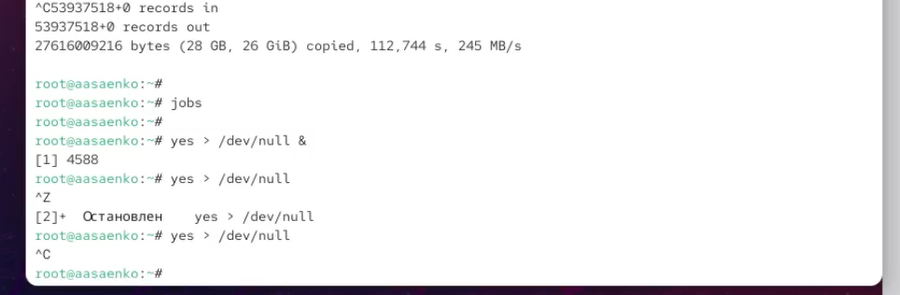 ^C53937518+0 records in
53937518+0 records out
27616009216 bytes (28 GB, 26 GiB) copied, 112,744 s, 245 MB/s
root@aasaenko:~#
root@aasaenko:~# jobs
root@aasaenko:~#
root@aasaenko:~# yes > /dev/null &
[1] 4588
root@aasaenko:~# yes > /dev/null
^Z
[2]+  Остановлен    yes > /dev/null
root@aasaenko:~# yes > /dev/null
^C
root@aasaenko:~#